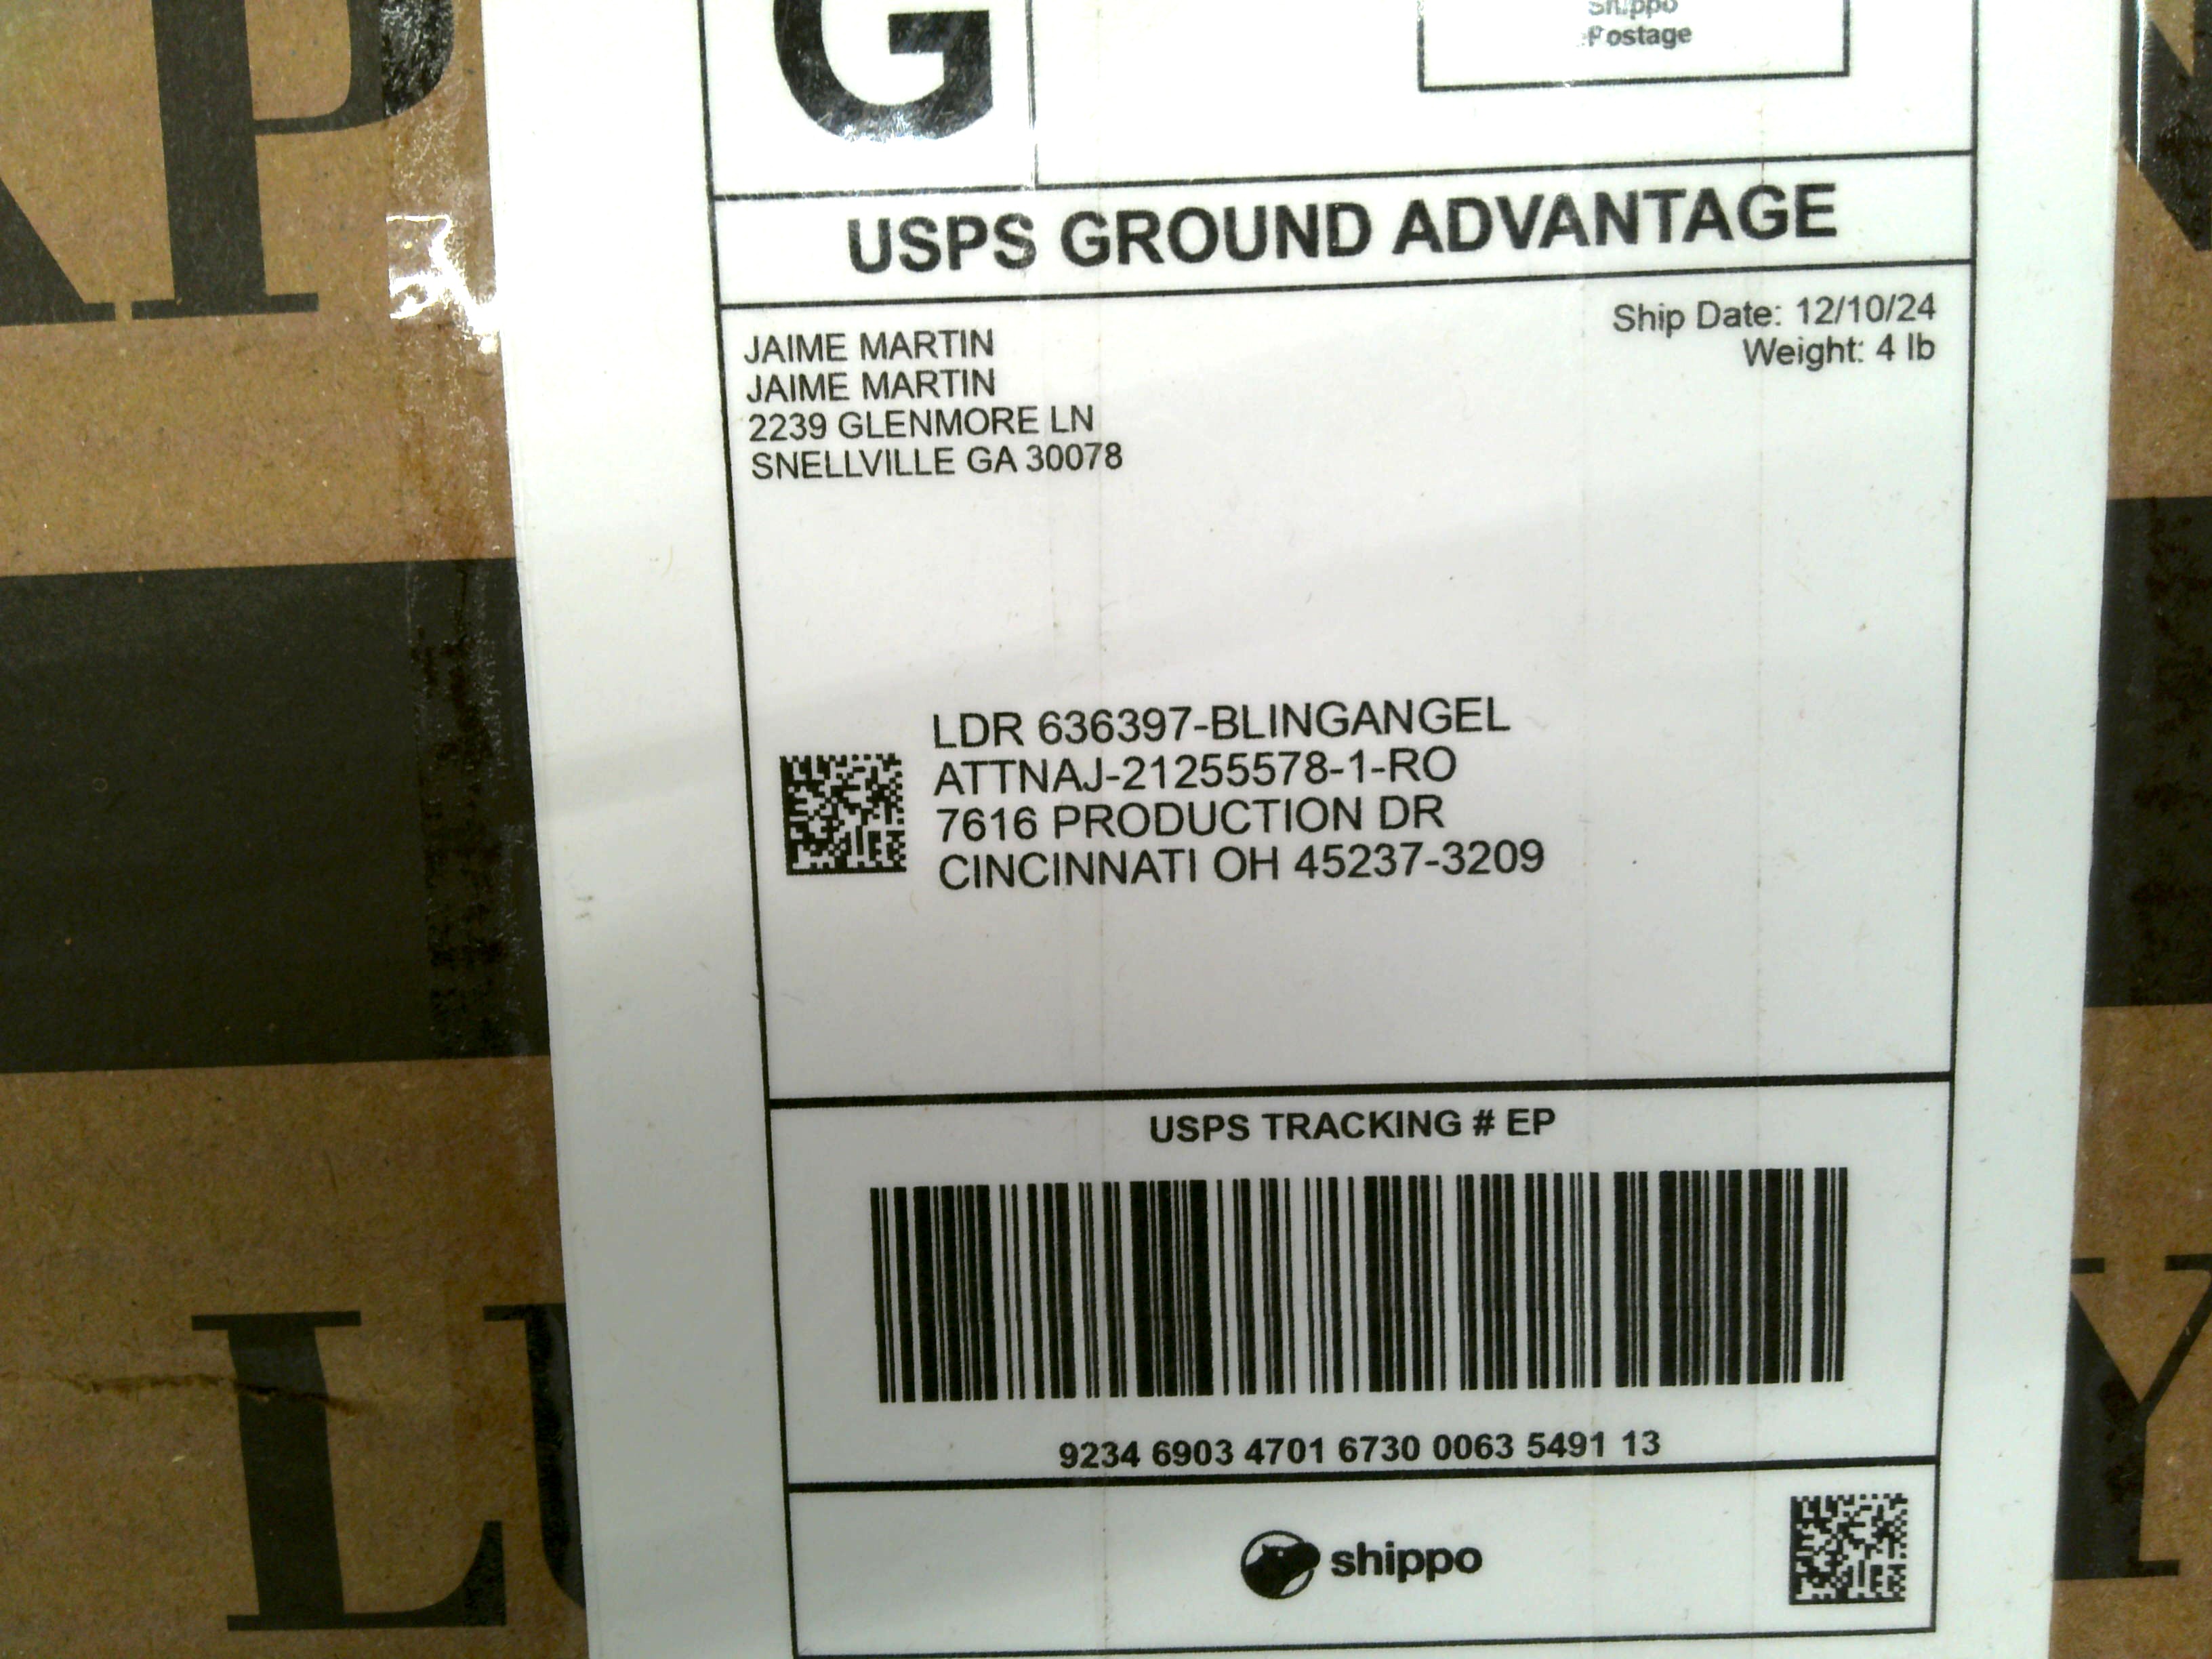 G
Shippo
Postage
USPS GROUND ADVANTAGE
Ship Date: 12/10/24
Weight: 4 lb
JAIME MARTIN
JAIME MARTIN
2239 GLENMORE LN
SNELLVILLE GA 30078
LDR 636397-BLINGANGEL
ATTNAJ-21255578-1-RO
7616 PRODUCTION DR
CINCINNATI OH 45237-3209
USPS TRACKING # EP
9234 6903 4701 6730 0063 5491 13
shippo